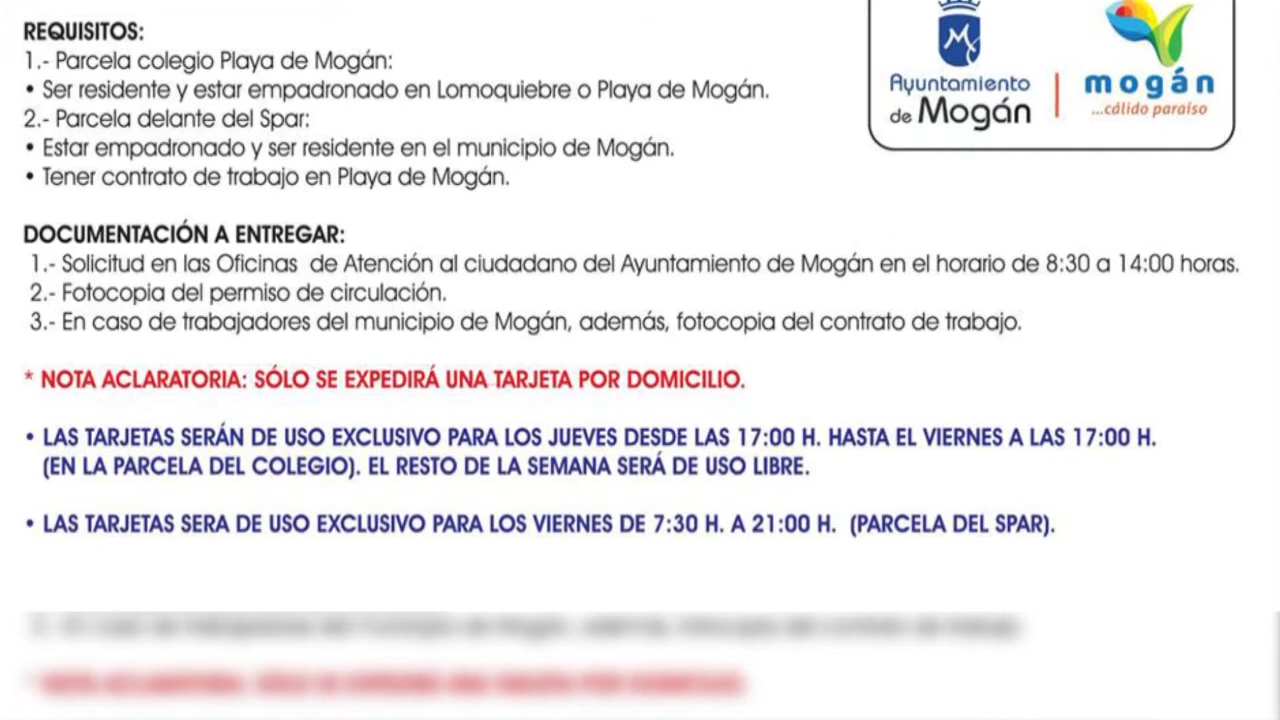 REQUISITOS:
1.- Parcela colegio Playa de Mogán:
• Ser residente y estar empadronado en Lomoquiebre o Playa de Mogán.
2.- Parcela delante del Spar:
• Estar empadronado y ser residente en el municipio de Mogán.
• Tener contrato de trabajo en Playa de Mogán.
Ayuntamiento
de Mogán
mogán
...cálido paraíso
DOCUMENTACIÓN A ENTREGAR:
1.- Solicitud en las Oficinas de Atención al ciudadano del Ayuntamiento de Mogán en el horario de 8:30 a 14:00 horas.
2.- Fotocopia del permiso de circulación.
3.- En caso de trabajadores del municipio de Mogán, además, fotocopia del contrato de trabajo.
* NOTA ACLARATORIA: SÓLO SE EXPEDIRÁ UNA TARJETA POR DOMICILIO.
• LAS TARJETAS SERÁN DE USO EXCLUSIVO PARA LOS JUEVES DESDE LAS 17:00 H. HASTA EL VIERNES A LAS 17:00 H.
(EN LA PARCELA DEL COLEGIO). EL RESTO DE LA SEMANA SERÁ DE USO LIBRE.
• LAS TARJETAS SERA DE USO EXCLUSIVO PARA LOS VIERNES DE 7:30 H. A 21:00 H. (PARCELA DEL SPAR).